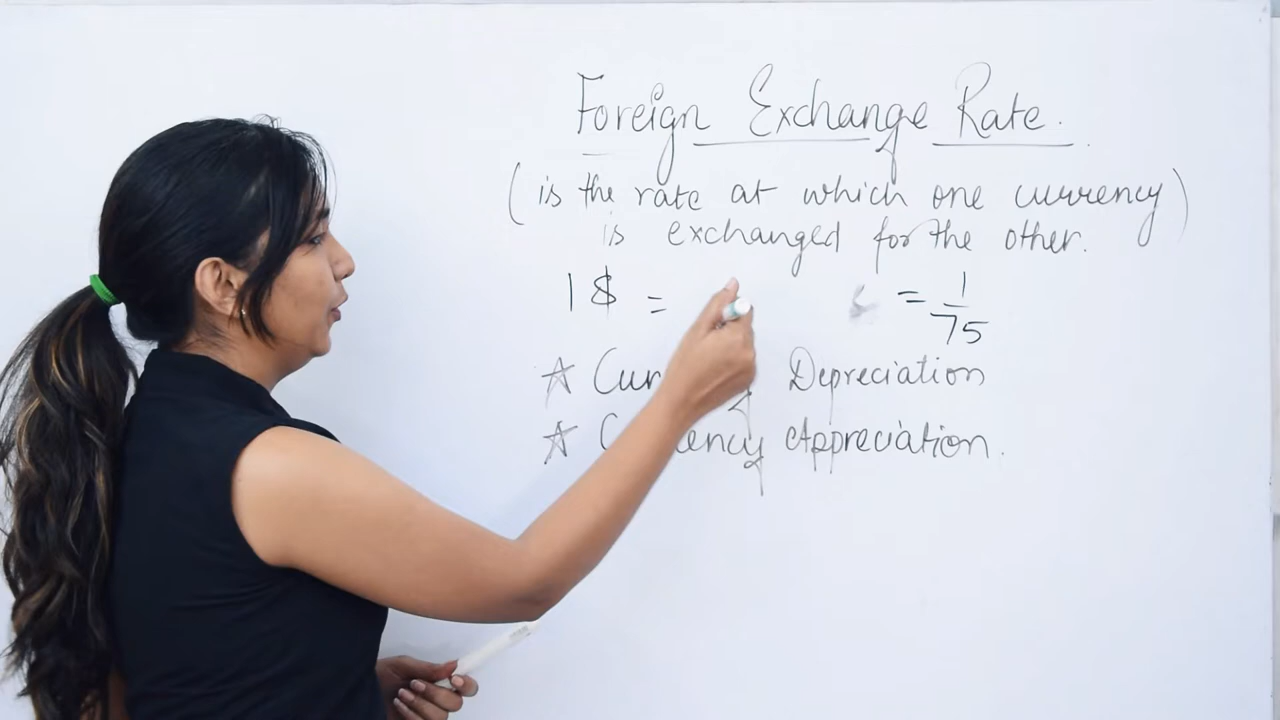 Foreign Exchange Rate.
(is the rate at which one currency)
is exchanged for the other.
1 $ = = 1/75
☆ Depreciation
☆ Appreciation.